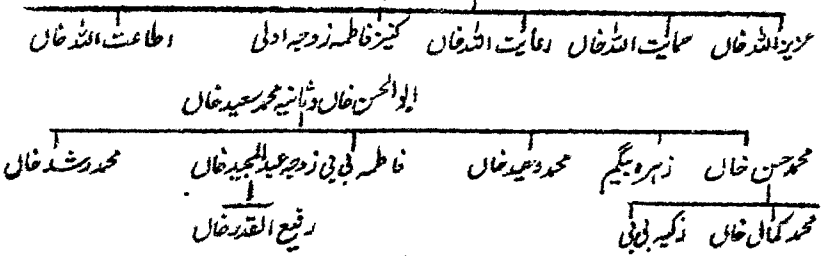 عزیز اللہ خاں حمایت اللہ خاں رعایت اللہ خاں کنیز فاطمہ زوجہ اولیٰ اطاعت اللہ خاں
ابوالحسن خاں وثانیہ محمد سعید خاں
محمد حسن خاں زہرہ بیگم محمد وحید خاں فاطمہ بی بی زوجہ عبدالمجید خاں محمد رشد خاں
محمد کمال خاں ذکیہ بی بی رفیع القدر خاں